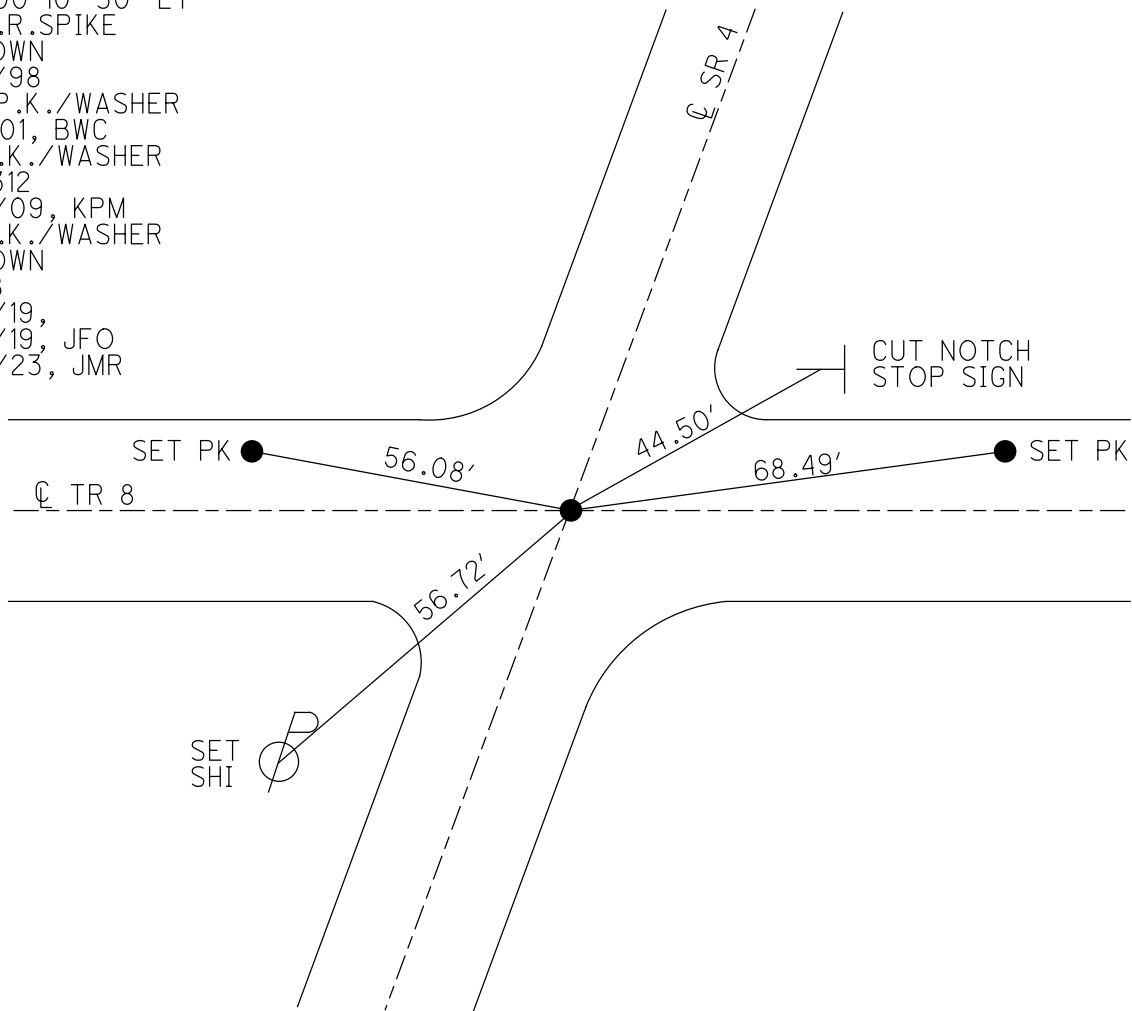 .R.SPIKE
OWN
/98
P.K./WASHER
01, BWC
.K./WASHER
312
/09, KPM
.K./WASHER
OWN
/19,
/19, JFO
/23, JMR
℄ SR 4
CUT NOTCH
STOP SIGN
44.50'
SET PK
56.08'
68.49'
SET PK
℄ TR 8
56.72'
SET
SHI